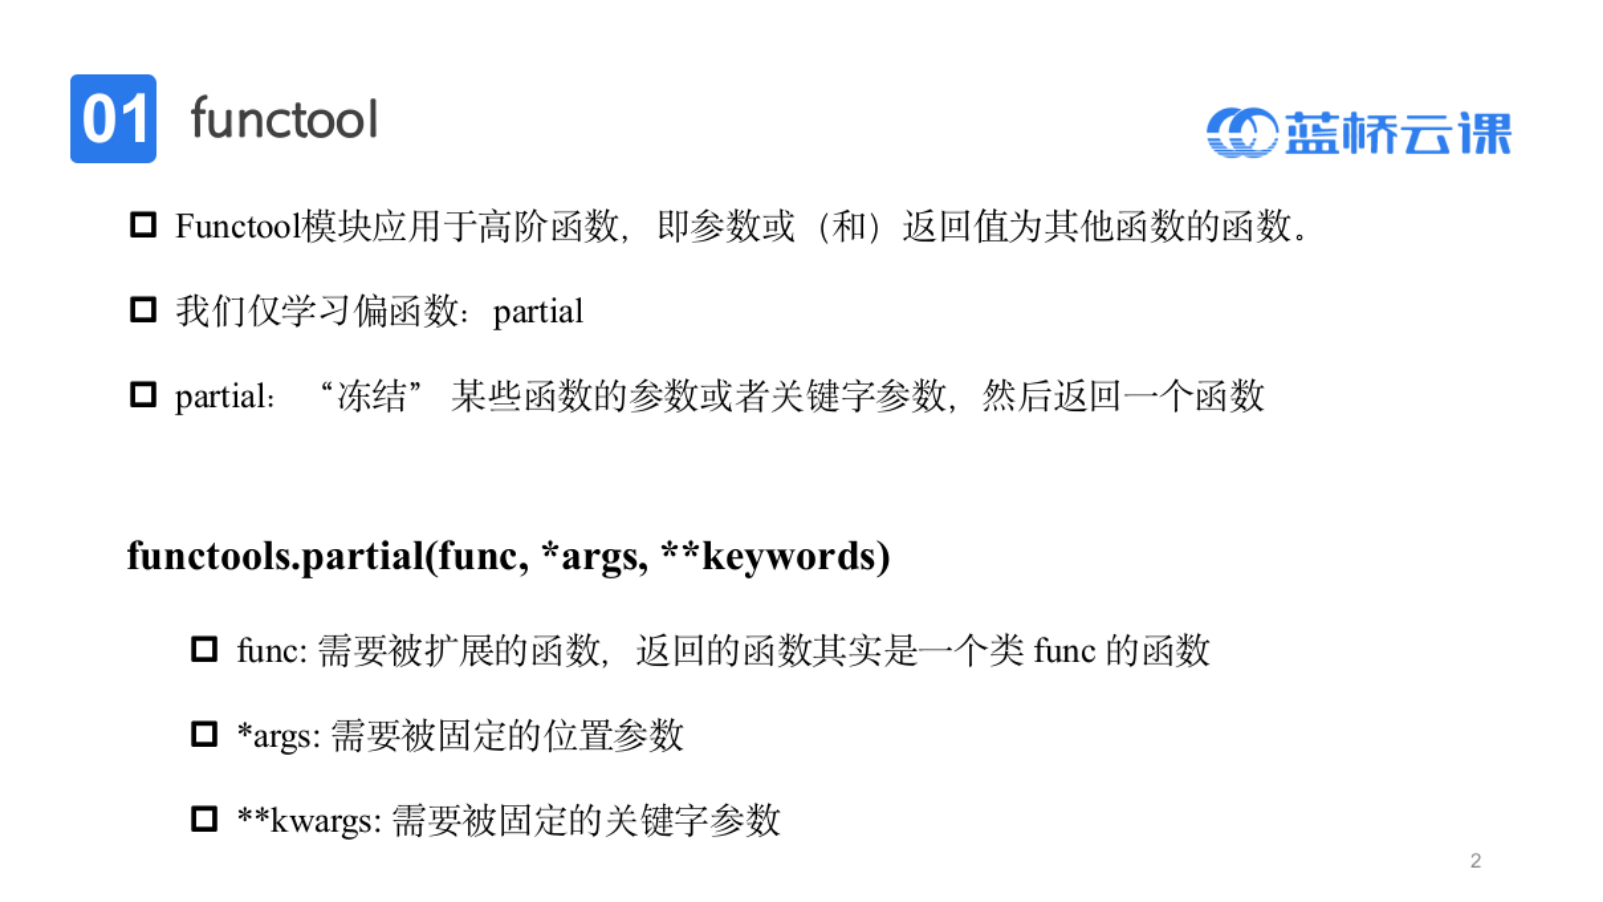 01 functool
蓝桥云课
Functool模块应用于高阶函数，即参数或（和）返回值为其他函数的函数。
我们仅学习偏函数：partial
partial：“冻结” 某些函数的参数或者关键字参数，然后返回一个函数
functools.partial(func, *args, **keywords)
func: 需要被扩展的函数，返回的函数其实是一个类 func 的函数
*args: 需要被固定的位置参数
**kwargs: 需要被固定的关键字参数
2